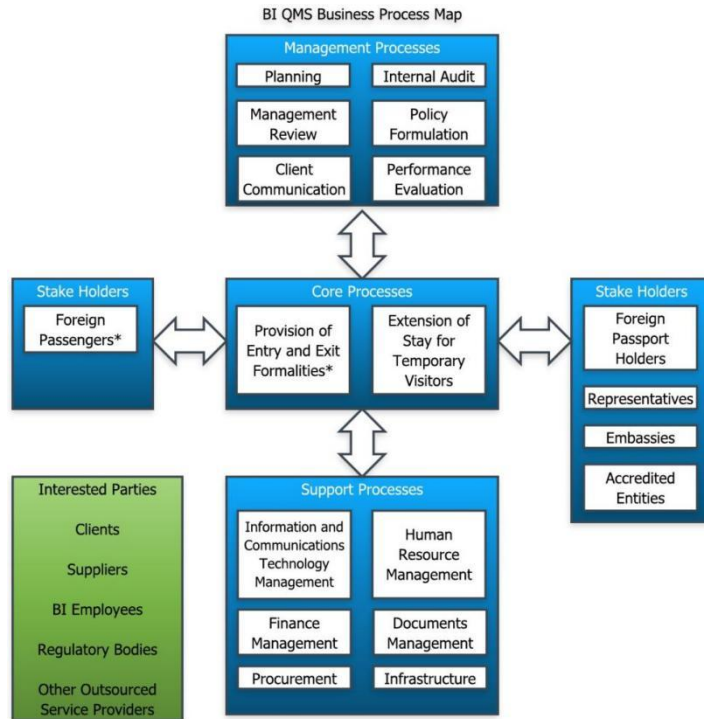 BI QMS Business Process Map
Management Processes
Planning
Internal Audit
Management
Review
Policy
Formulation
Client
Communication
Performance
Evaluation
Stake Holders
Foreign
Passengers*
Core Processes
Provision of
Entry and Exit
Formalities*
Extension of
Stay for
Temporary
Visitors
Stake Holders
Foreign
Passport
Holders
Representatives
Embassies
Accredited
Entities
Interested Parties
Clients
Suppliers
BI Employees
Regulatory Bodies
Other Outsourced
Service Providers
Support Processes
Information and
Communications
Technology
Management
Human
Resource
Management
Finance
Management
Documents
Management
Procurement
Infrastructure